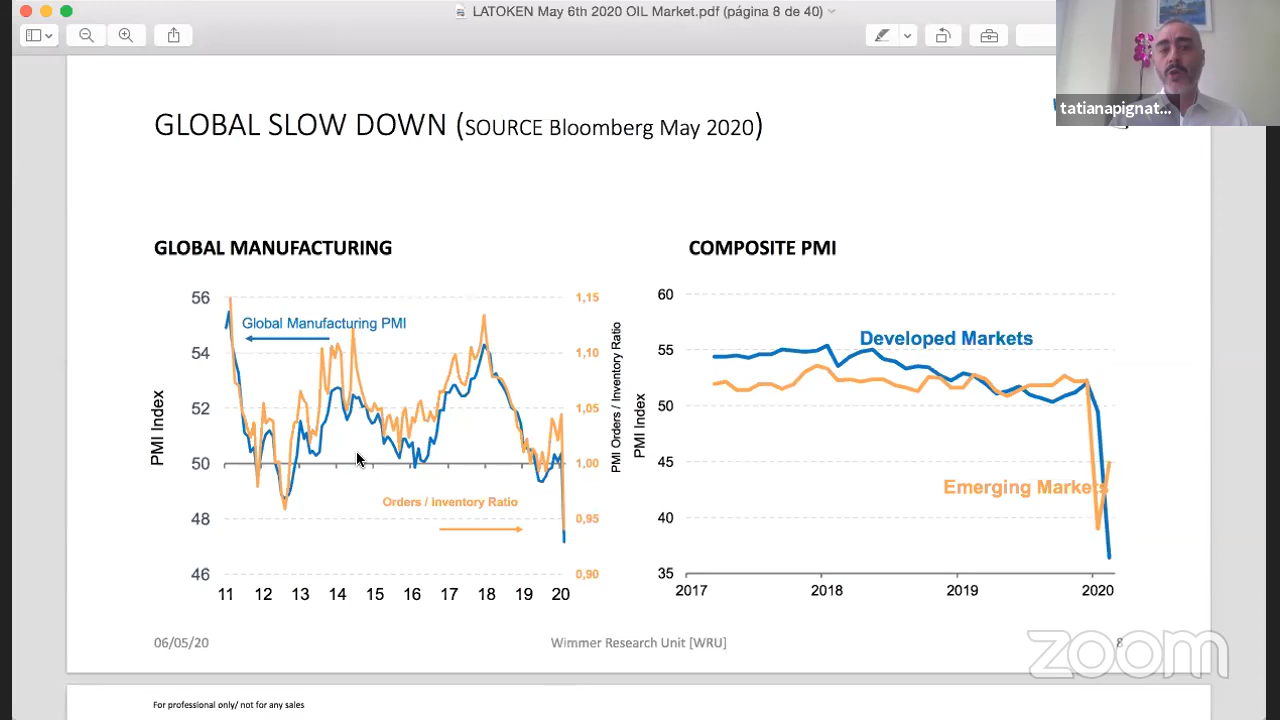 LATOKEN May 6th 2020 OIL Market.pdf (página 8 de 40)
tatianapignat...
GLOBAL SLOW DOWN (SOURCE Bloomberg May 2020)
GLOBAL MANUFACTURING
COMPOSITE PMI
56
54
52
50
48
46
PMI Index
Global Manufacturing PMI
Orders / inventory Ratio
1,15
1,10
1,05
1,00
0,95
0,90
PMI Orders / Inventory Ratio
11 12 13 14 15 16 17 18 19 20
60
55
50
45
40
35
PMI Index
Developed Markets
Emerging Markets
2017 2018 2019 2020
06/05/20
Wimmer Research Unit [WRU]
8
zoom
For professional only/ not for any sales